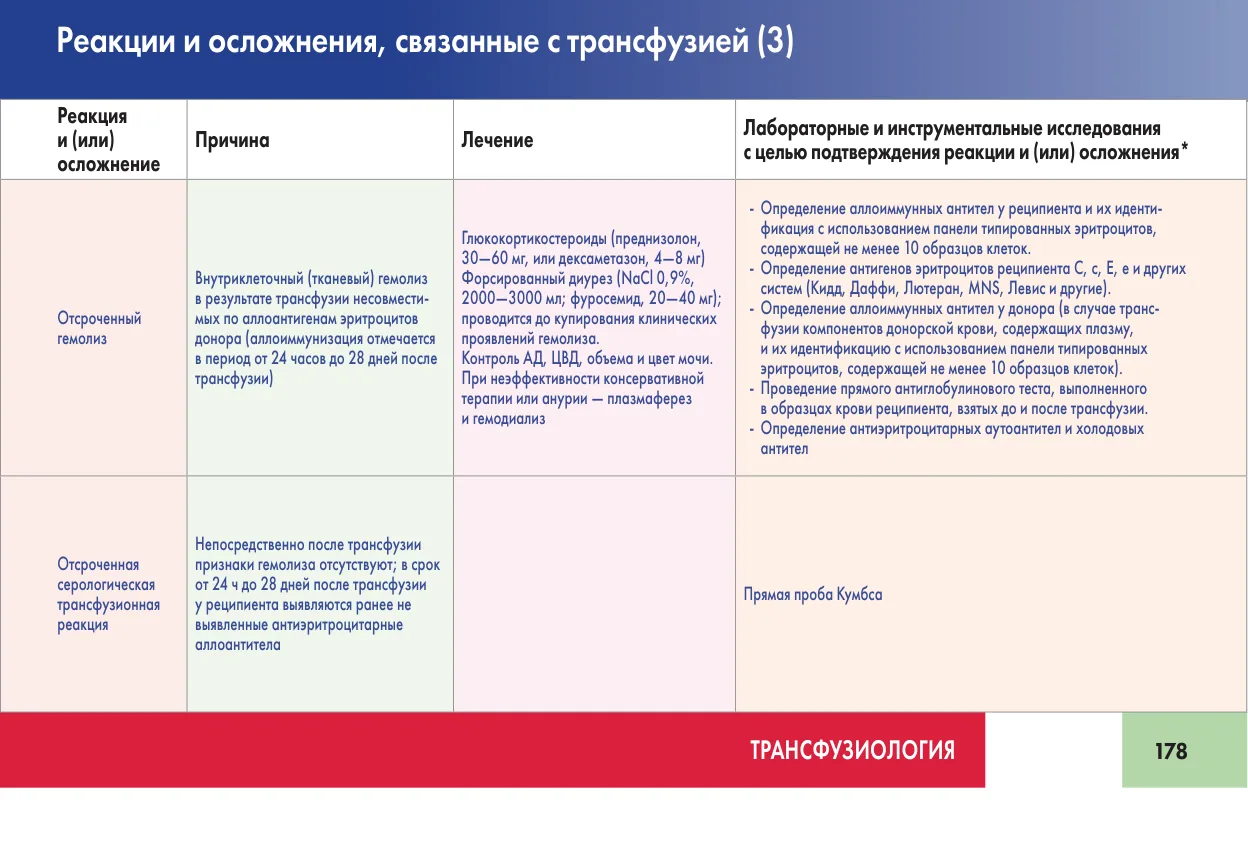 Реакции и осложнения, связанные с трансфузией (3)
Реакция
и (или)
осложнение
Причина
Лечение
Лабораторные и инструментальные исследования
с целью подтверждения реакции и (или) осложнения*
Отсроченный
гемолиз
Внутриклеточный (тканевый) гемолиз
в результате трансфузии несовмести-
мых по аллоантигенам эритроцитов
донора (аллоиммунизация отмечается
в период от 24 часов до 28 дней после
трансфузии)
Глюкокортикостероиды (преднизолон,
30—60 мг, или дексаметазон, 4—8 мг)
Форсированный диурез (NaCl 0,9%,
2000—3000 мл; фуросемид, 20—40 мг);
проводится до купирования клинических
проявлений гемолиза.
Контроль АД, ЦВД, объема и цвет мочи.
При неэффективности консервативной
терапии или анурии — плазмаферез
и гемодиализ
- Определение аллоиммунных антител у реципиента и их иденти-
фикация с использованием панели типированных эритроцитов,
содержащей не менее 10 образцов клеток.
- Определение антигенов эритроцитов реципиента C, c, E, e и других
систем (Кидд, Даффи, Лютеран, MNS, Левис и другие).
- Определение аллоиммунных антител у донора (в случае транс-
фузии компонентов донорской крови, содержащих плазму,
и их идентификацию с использованием панели типированных
эритроцитов, содержащей не менее 10 образцов клеток).
- Проведение прямого антиглобулинового теста, выполненного
в образцах крови реципиента, взятых до и после трансфузии.
- Определение антиэритроцитарных аутоантител и холодовых
антител
Отсроченная
серологическая
трансфузионная
реакция
Непосредственно после трансфузии
признаки гемолиза отсутствуют; в срок
от 24 ч до 28 дней после трансфузии
у реципиента выявляются ранее не
выявленные антиэритроцитарные
аллоантитела
Прямая проба Кумбса
ТРАНСФУЗИОЛОГИЯ
178